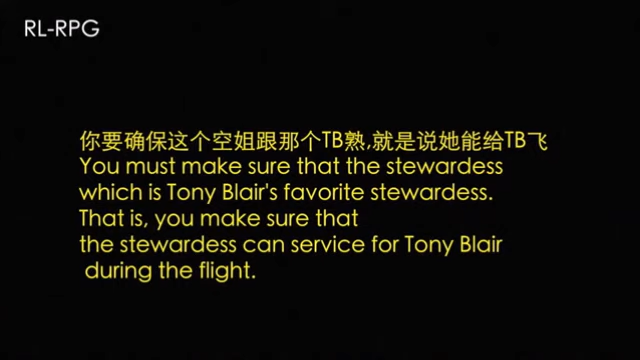 RL-RPG
你要确保这个空姐跟那个TB熟,就是说她能给TB飞
You must make sure that the stewardess
which is Tony Blair's favorite stewardess.
That is, you make sure that
the stewardess can service for Tony Blair
during the flight.